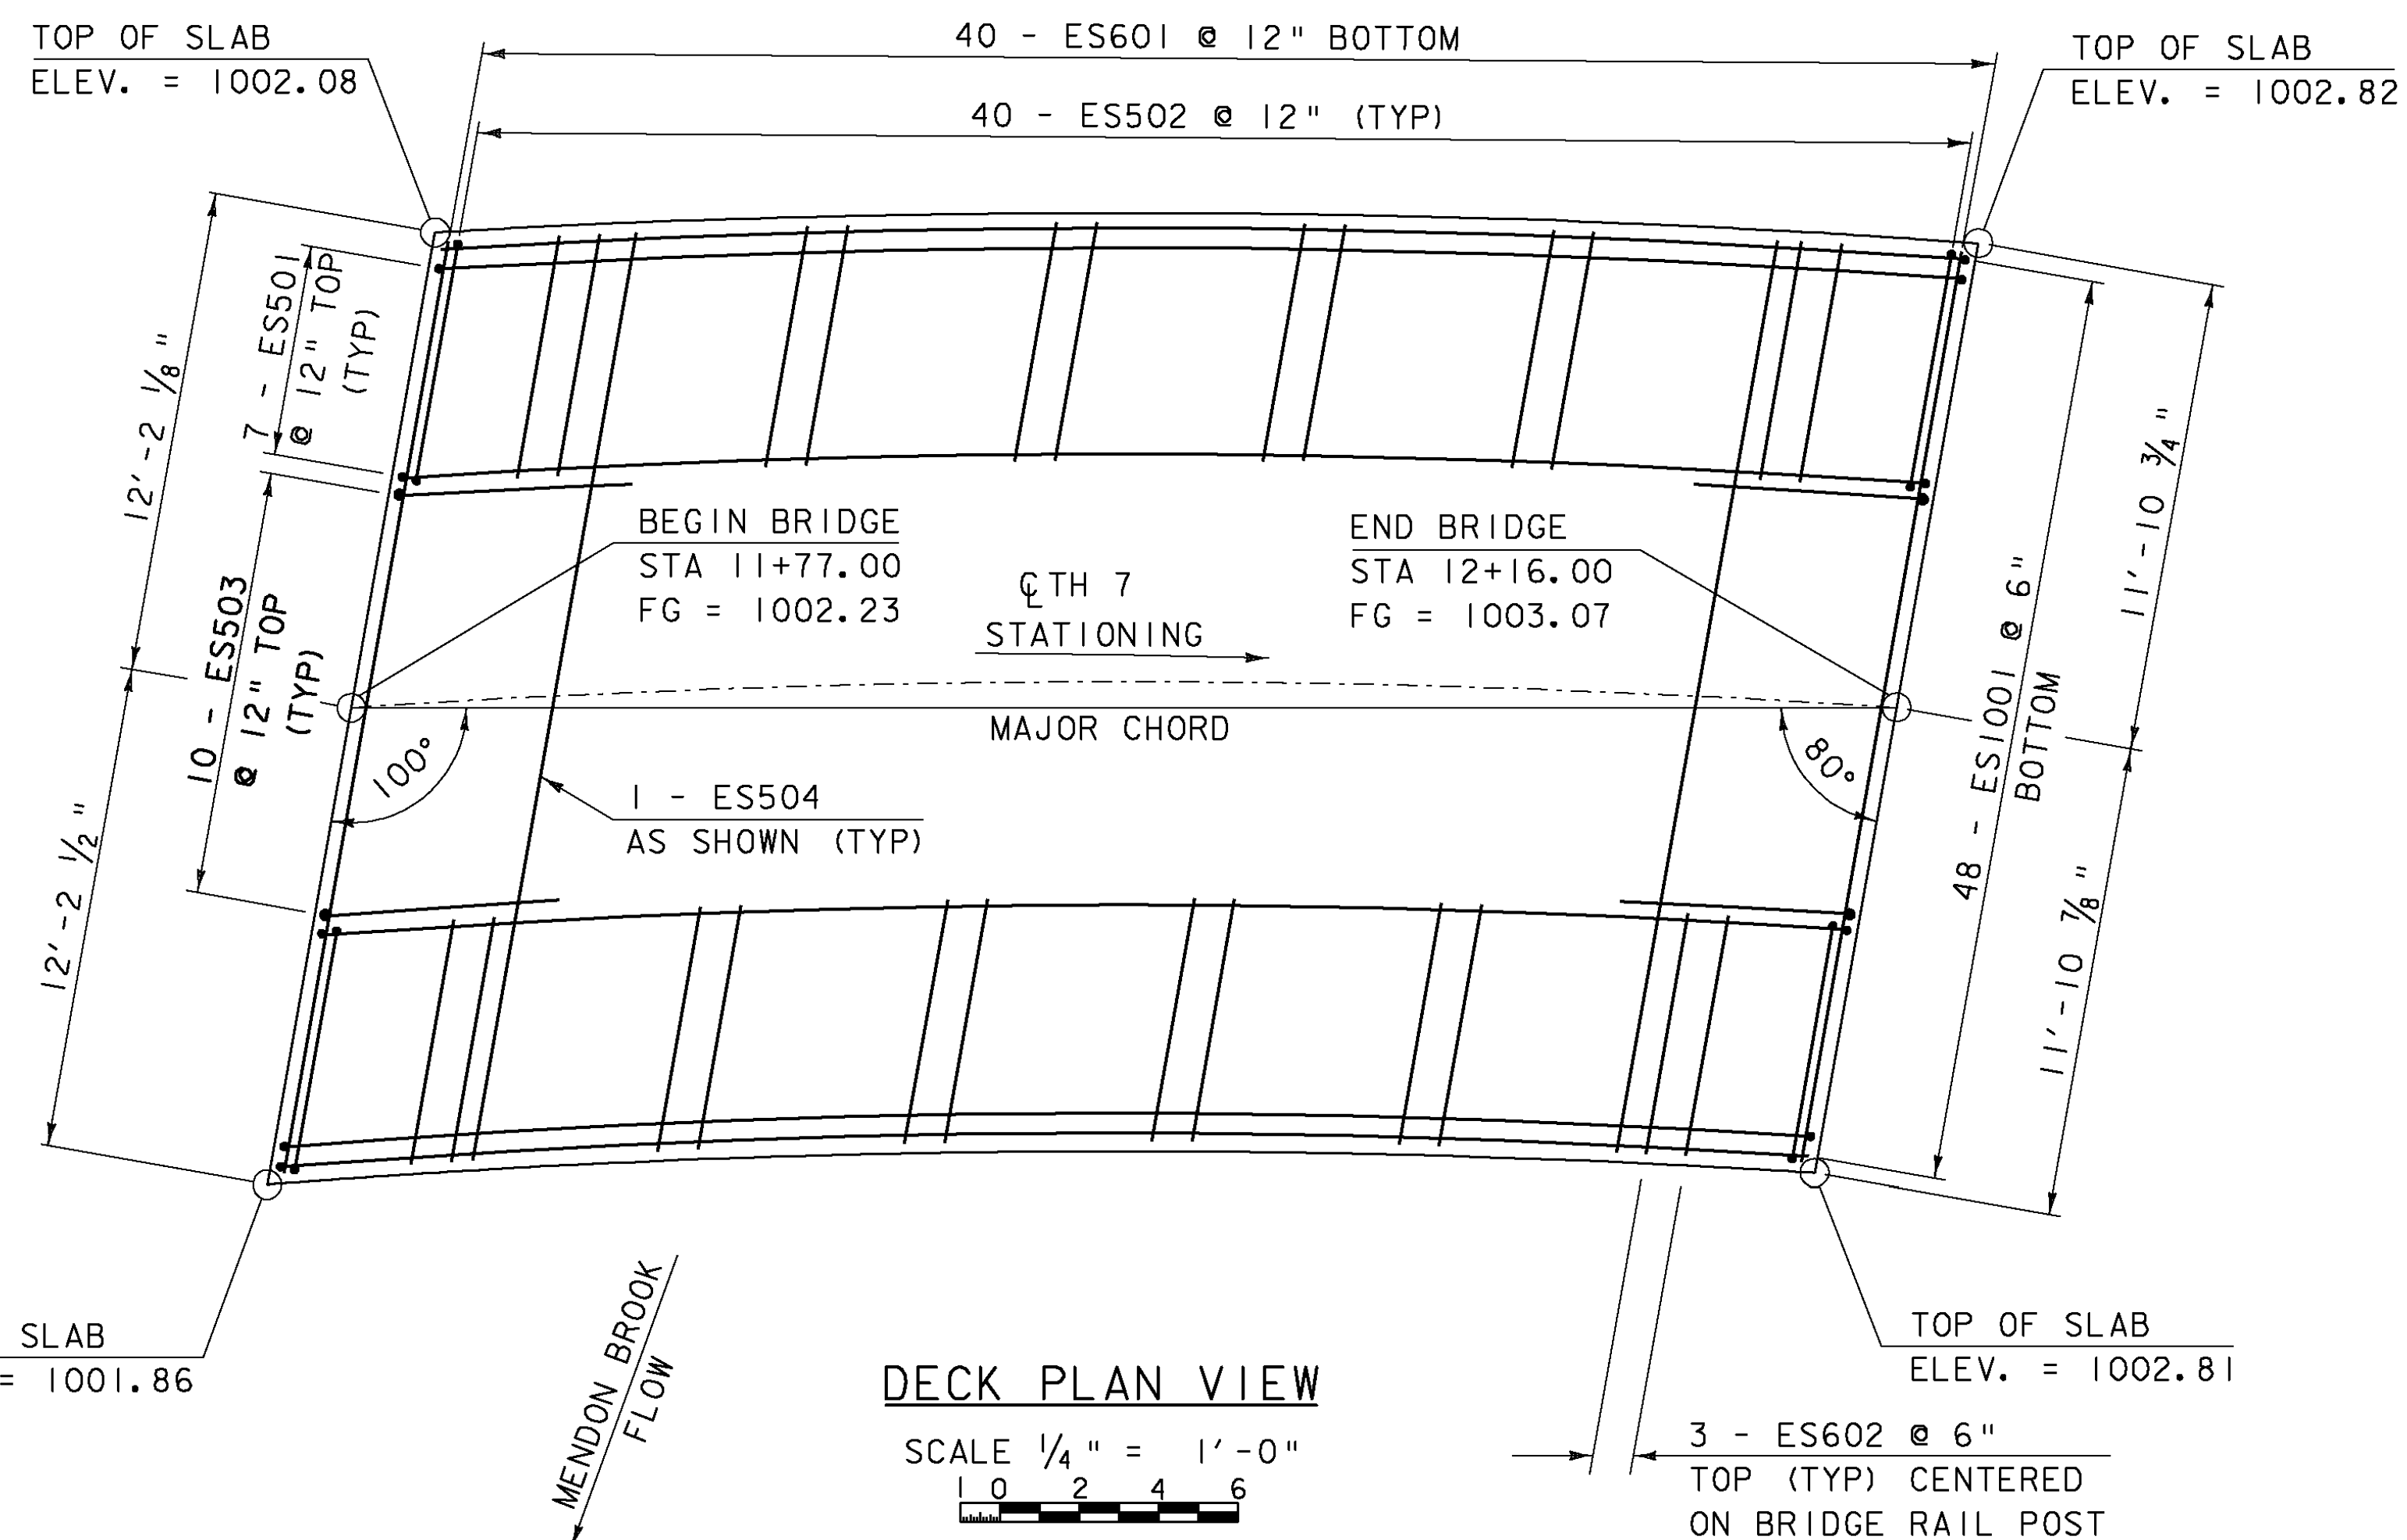 TOP OF SLAB
ELEV. = 1002.08
40 - ES601 @ 12" BOTTOM
40 - ES502 @ 12" (TYP)
TOP OF SLAB
ELEV. = 1002.82
12'-2 1/8"
7 - ES501
@ 12" TOP
(TYP)
10 - ES503
@ 12" TOP
(TYP)
12'-2 1/2"
BEGIN BRIDGE
STA 11+77.00
FG = 1002.23
℄ TH 7
STATIONING
END BRIDGE
STA 12+16.00
FG = 1003.07
MAJOR CHORD
100°
80°
1 - ES504
AS SHOWN (TYP)
48 - ES1001 @ 6"
BOTTOM
11'-10 3/4"
11'-10 7/8"
SLAB
= 1001.86
MENDON BROOK
FLOW
DECK PLAN VIEW
SCALE 1/4" = 1'-0"
1 0 2 4 6
TOP OF SLAB
ELEV. = 1002.81
3 - ES602 @ 6"
TOP (TYP) CENTERED
ON BRIDGE RAIL POST